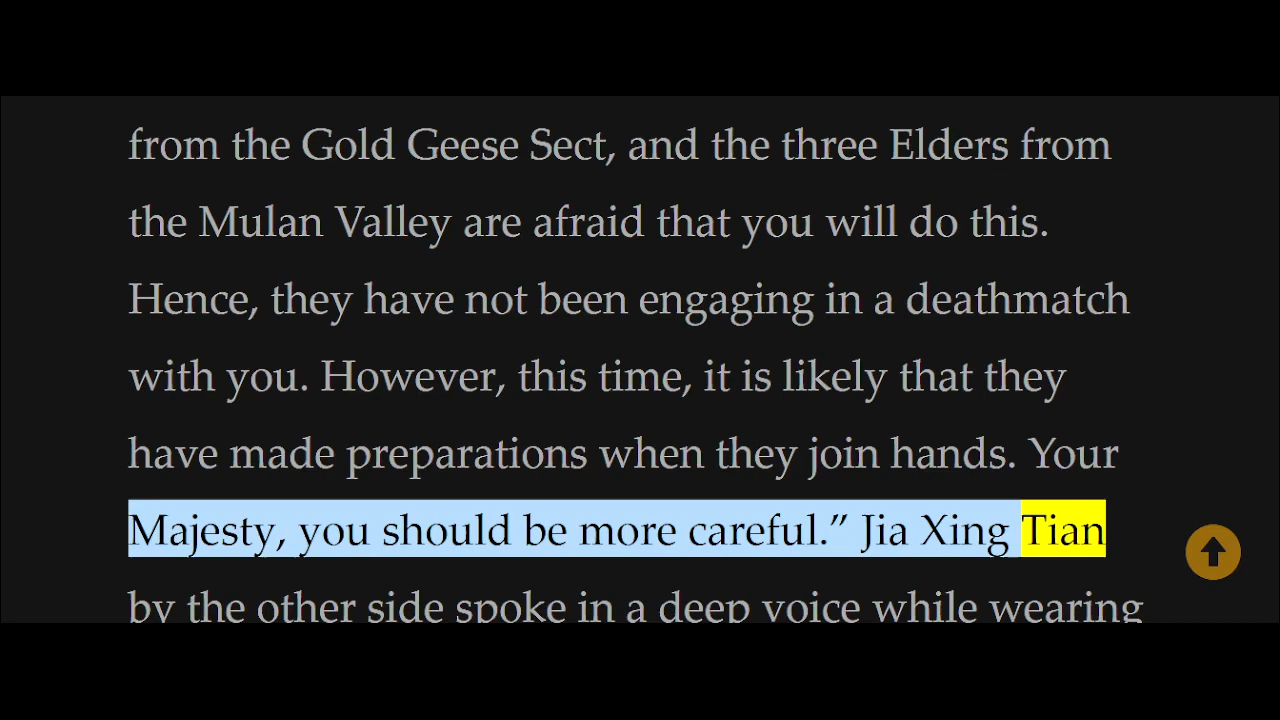 from the Gold Geese Sect, and the three Elders from
the Mulan Valley are afraid that you will do this.
Hence, they have not been engaging in a deathmatch
with you. However, this time, it is likely that they
have made preparations when they join hands. Your
Majesty, you should be more careful.” Jia Xing Tian
by the other side spoke in a deep voice while wearing